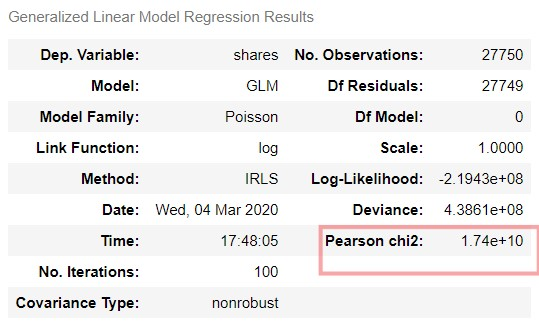 Generalized Linear Model Regression Results
Dep. Variable: shares No. Observations: 27750
Model: GLM Df Residuals: 27749
Model Family: Poisson Df Model: 0
Link Function: log Scale: 1.0000
Method: IRLS Log-Likelihood: -2.1943e+08
Date: Wed, 04 Mar 2020 Deviance: 4.3861e+08
Time: 17:48:05 Pearson chi2: 1.74e+10
No. Iterations: 100
Covariance Type: nonrobust